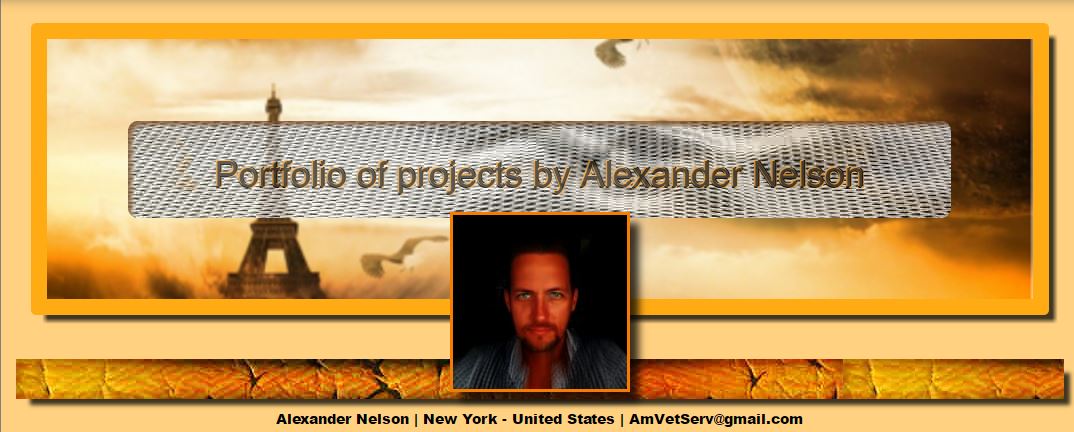 Portfolio of projects by Alexander Nelson
Alexander Nelson | New York - United States | AmVetServ@gmail.com